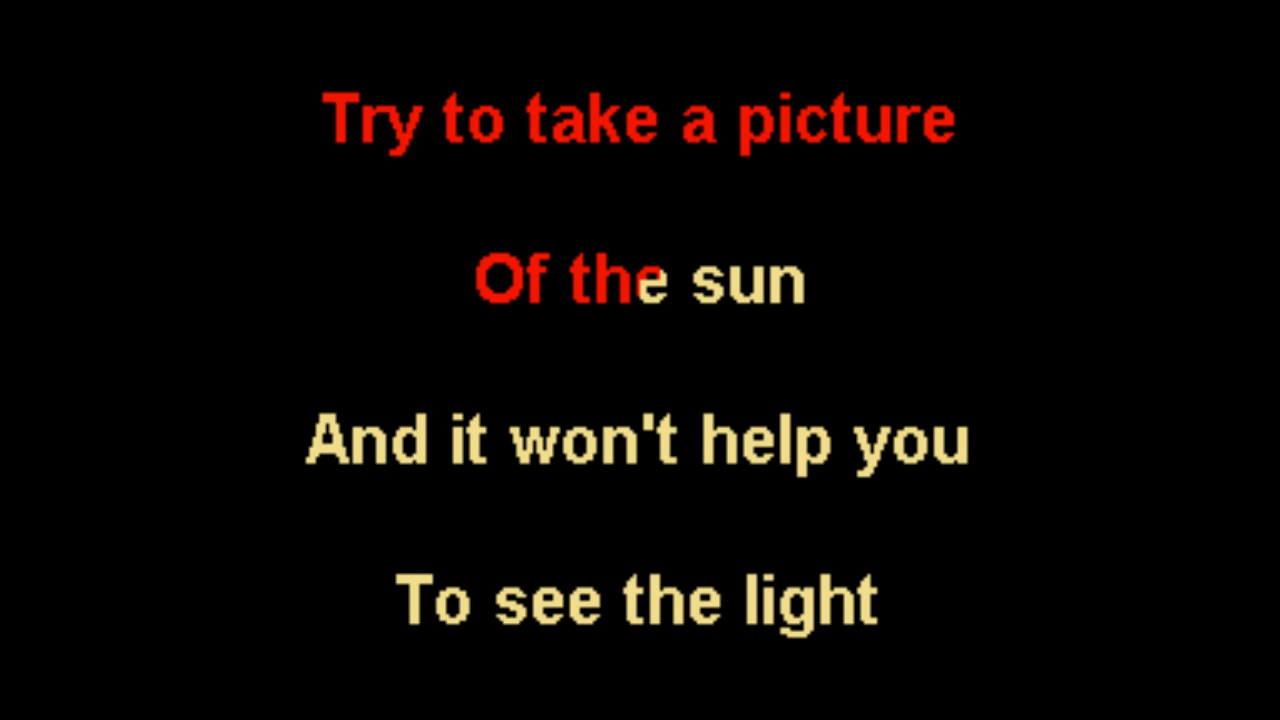 Try to take a picture
Of the sun
And it won't help you
To see the light